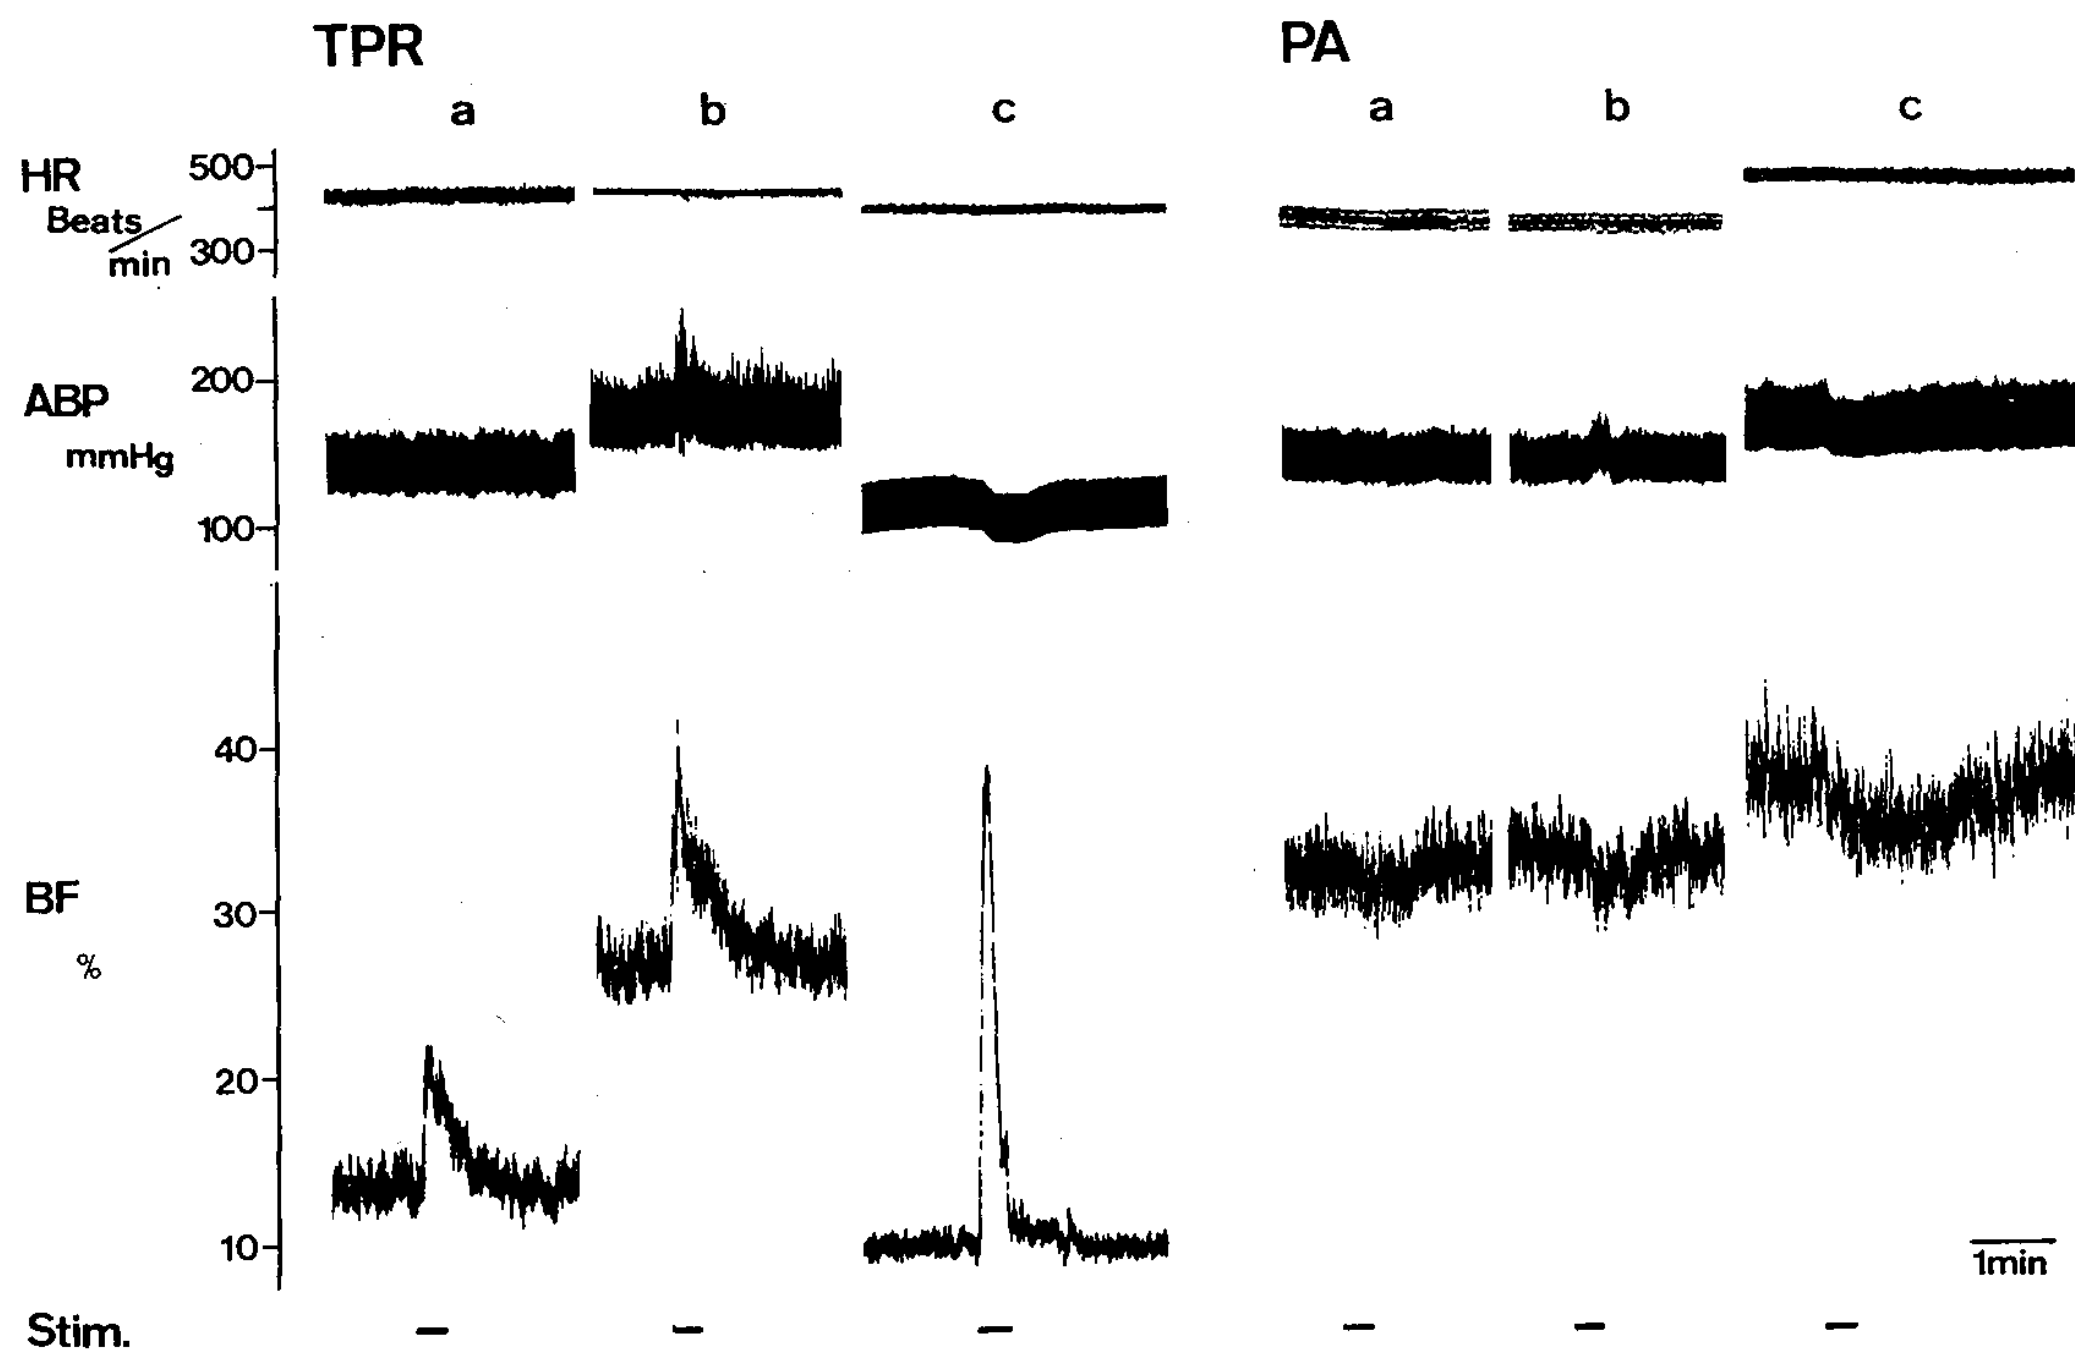 TPR PA
a b c a b c
HR 500
Beats/min 300
ABP 200
mmHg
100
40
BF 30
%
20
10
1min
Stim.